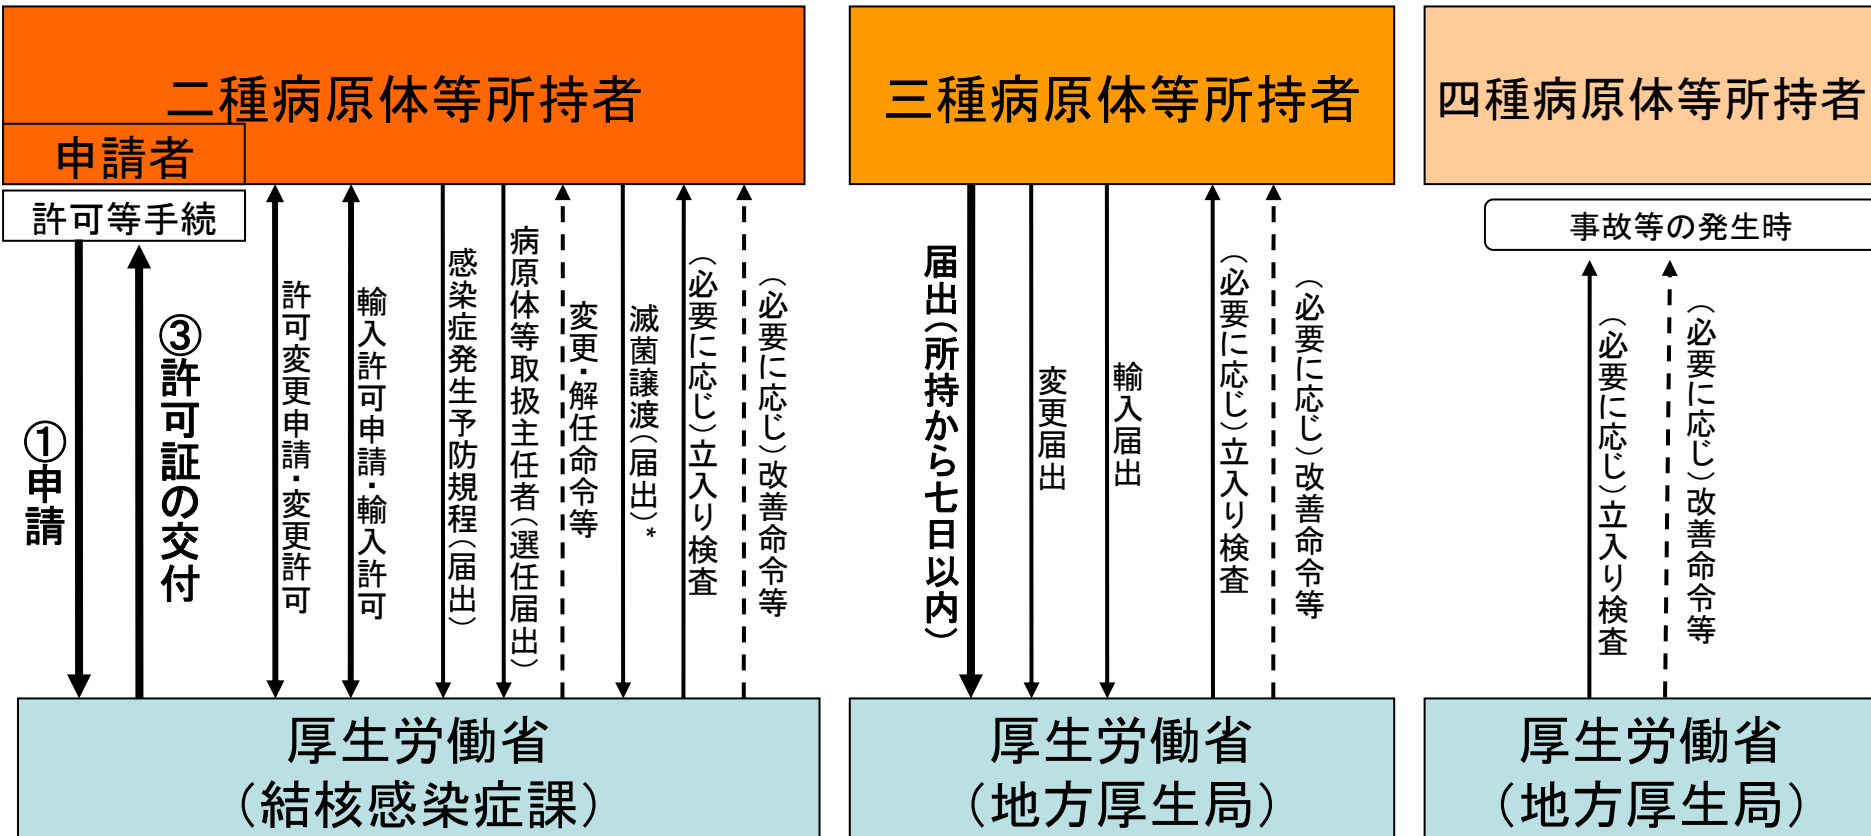 二種病原体等所持者
申請者
許可等手続
①申請
③許可証の交付
許可変更申請・変更許可
輸入許可申請・輸入許可
感染症発生予防規程(届出)
病原体等取扱主任者(選任届出)
変更・解任命令等
滅菌譲渡(届出)*
(必要に応じ)立入り検査
(必要に応じ)改善命令等
厚生労働省
(結核感染症課)
三種病原体等所持者
届出(所持から七日以内)
変更届出
輸入届出
(必要に応じ)立入り検査
(必要に応じ)改善命令等
厚生労働省
(地方厚生局)
四種病原体等所持者
事故等の発生時
(必要に応じ)立入り検査
(必要に応じ)改善命令等
厚生労働省
(地方厚生局)